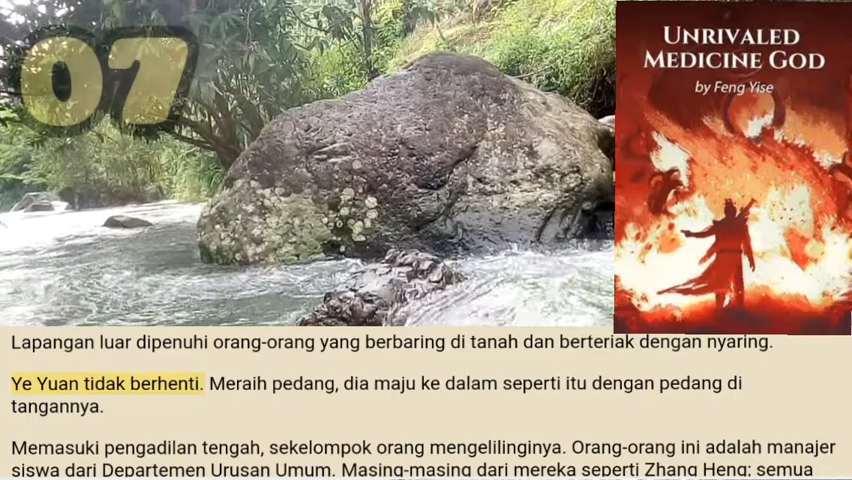 07
UNRIVALED
MEDICINE GOD
by Feng Yise
Lapangan luar dipenuhi orang-orang yang berbaring di tanah dan berteriak dengan nyaring.
Ye Yuan tidak berhenti. Meraih pedang, dia maju ke dalam seperti itu dengan pedang di
tangannya.
Memasuki pengadilan tengah, sekelompok orang mengelilinginya. Orang-orang ini adalah manajer
siswa dari Departemen Urusan Umum. Masing-masing dari mereka seperti Zhang Heng; semua